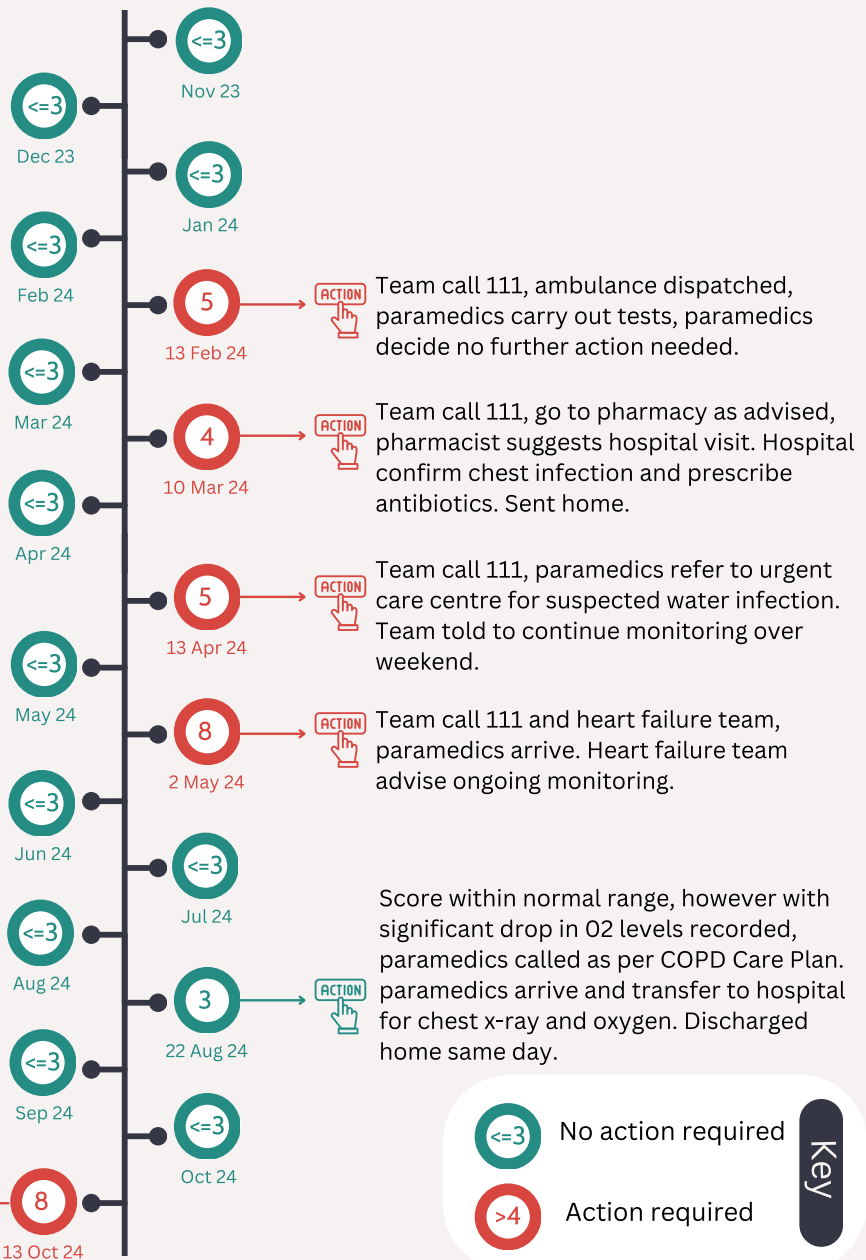 <=3
Nov 23
<=3
Dec 23
<=3
Jan 24
<=3
Feb 24
5
13 Feb 24
ACTION
Team call 111, ambulance dispatched,
paramedics carry out tests, paramedics
decide no further action needed.
<=3
Mar 24
4
10 Mar 24
ACTION
Team call 111, go to pharmacy as advised,
pharmacist suggests hospital visit. Hospital
confirm chest infection and prescribe
antibiotics. Sent home.
<=3
Apr 24
5
13 Apr 24
ACTION
Team call 111, paramedics refer to urgent
care centre for suspected water infection.
Team told to continue monitoring over
weekend.
<=3
May 24
8
2 May 24
ACTION
Team call 111 and heart failure team,
paramedics arrive. Heart failure team
advise ongoing monitoring.
<=3
Jun 24
<=3
Jul 24
<=3
Aug 24
3
22 Aug 24
ACTION
Score within normal range, however with
significant drop in 02 levels recorded,
paramedics called as per COPD Care Plan.
paramedics arrive and transfer to hospital
for chest x-ray and oxygen. Discharged
home same day.
<=3
Sep 24
<=3
Oct 24
8
13 Oct 24
Key
<=3
No action required
>4
Action required